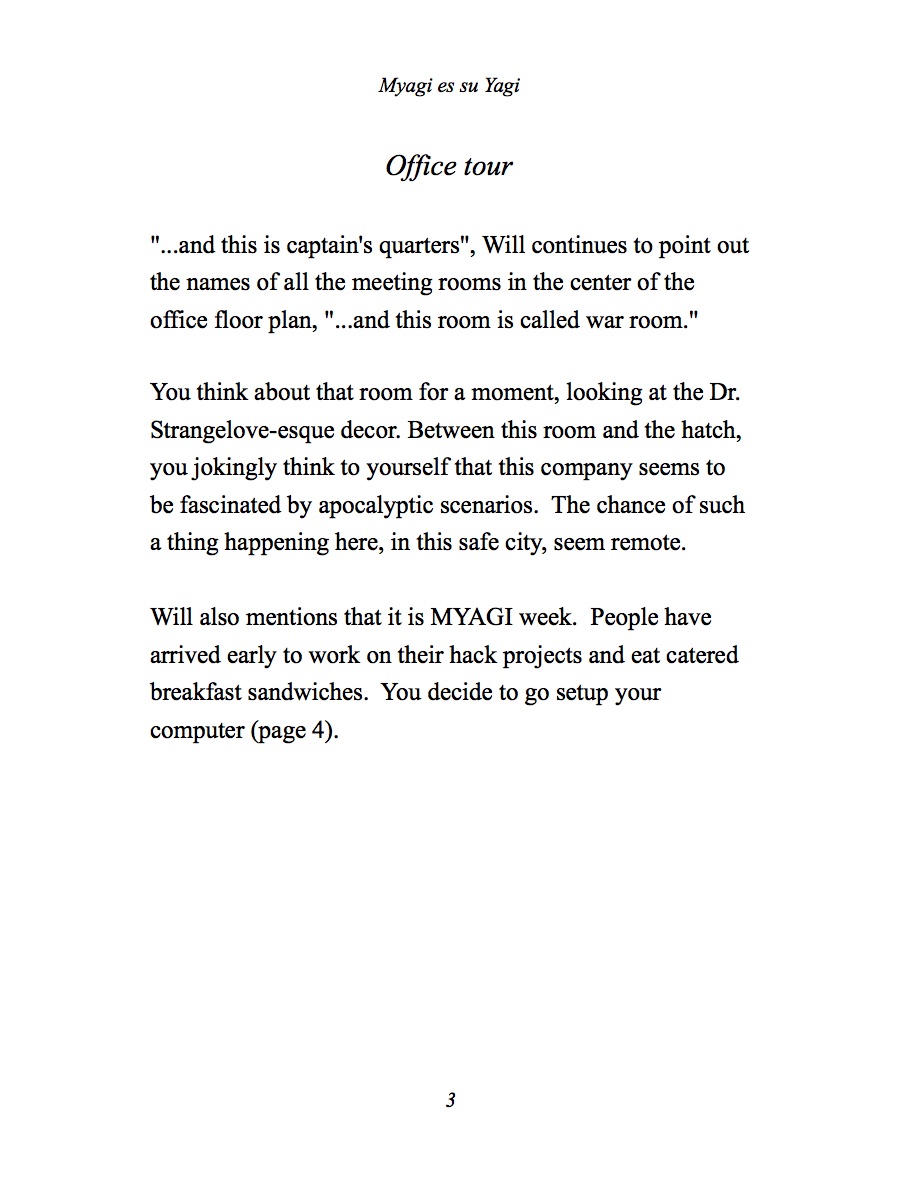 Myagi es su Yagi
Office tour
"...and this is captain's quarters", Will continues to point out
the names of all the meeting rooms in the center of the
office floor plan, "...and this room is called war room."
You think about that room for a moment, looking at the Dr.
Strangelove-esque decor. Between this room and the hatch,
you jokingly think to yourself that this company seems to
be fascinated by apocalyptic scenarios.  The chance of such
a thing happening here, in this safe city, seem remote.
Will also mentions that it is MYAGI week.  People have
arrived early to work on their hack projects and eat catered
breakfast sandwiches.  You decide to go setup your
computer (page 4).
3